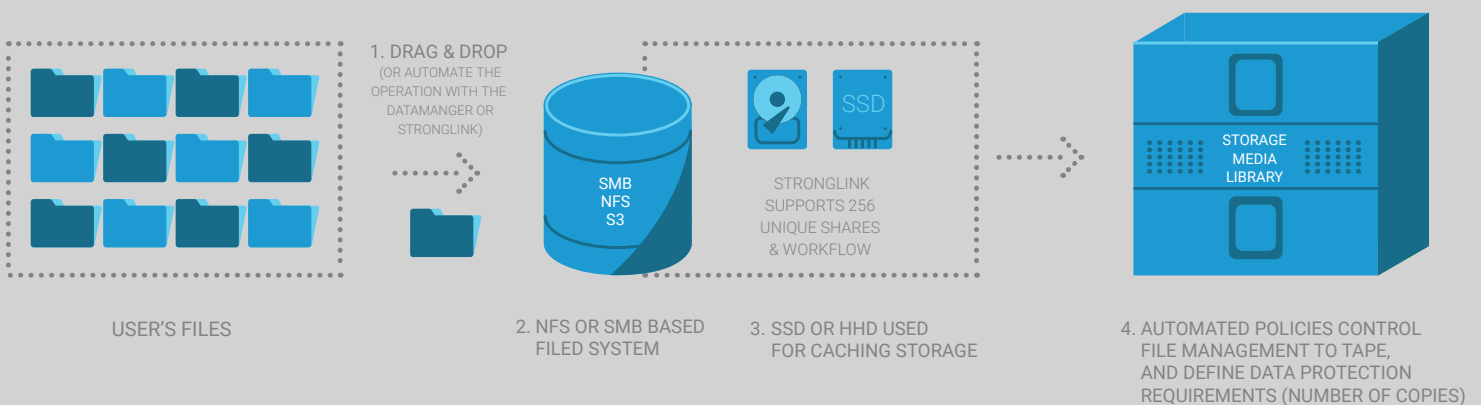 1. DRAG & DROP
(OR AUTOMATE THE
OPERATION WITH THE
DATAMANGER OR
STRONGLINK)
SMB
NFS
S3
SSD
STRONGLINK
SUPPORTS 256
UNIQUE SHARES
& WORKFLOW
STORAGE
MEDIA
LIBRARY
USER'S FILES
2. NFS OR SMB BASED
FILED SYSTEM
3. SSD OR HHD USED
FOR CACHING STORAGE
4. AUTOMATED POLICIES CONTROL
FILE MANAGEMENT TO TAPE,
AND DEFINE DATA PROTECTION
REQUIREMENTS (NUMBER OF COPIES)